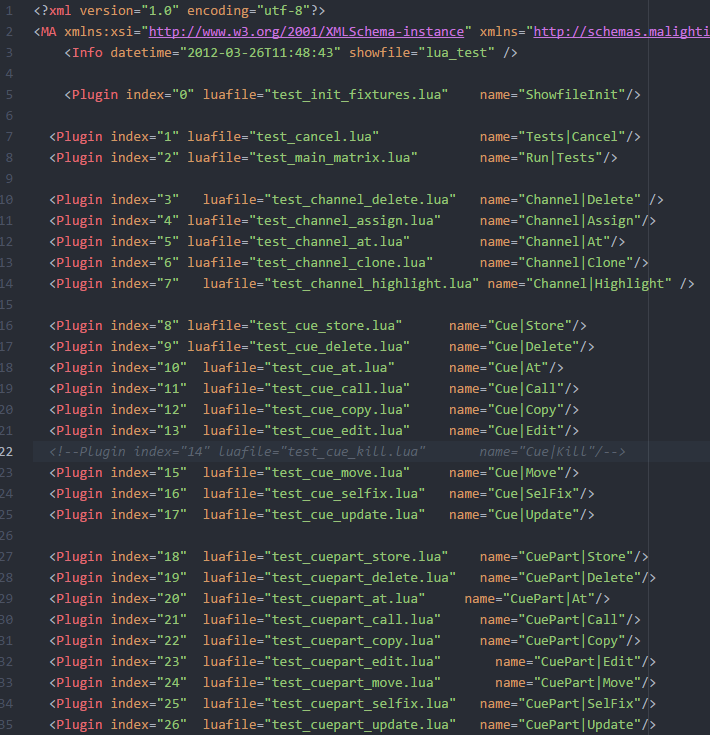 1 <?xml version="1.0" encoding="utf-8"?>
2 <MA xmlns:xsi="http://www.w3.org/2001/XMLSchema-instance" xmlns="http://schemas.malighti
3 <Info datetime="2012-03-26T11:48:43" showfile="lua_test" />
4
5 <Plugin index="0" luafile="test_init_fixtures.lua" name="ShowfileInit"/>
6
7 <Plugin index="1" luafile="test_cancel.lua" name="Tests|Cancel"/>
8 <Plugin index="2" luafile="test_main_matrix.lua" name="Run|Tests"/>
9
10 <Plugin index="3" luafile="test_channel_delete.lua" name="Channel|Delete" />
11 <Plugin index="4" luafile="test_channel_assign.lua" name="Channel|Assign"/>
12 <Plugin index="5" luafile="test_channel_at.lua" name="Channel|At"/>
13 <Plugin index="6" luafile="test_channel_clone.lua" name="Channel|Clone"/>
14 <Plugin index="7" luafile="test_channel_highlight.lua" name="Channel|Highlight" />
15
16 <Plugin index="8" luafile="test_cue_store.lua" name="Cue|Store"/>
17 <Plugin index="9" luafile="test_cue_delete.lua" name="Cue|Delete"/>
18 <Plugin index="10" luafile="test_cue_at.lua" name="Cue|At"/>
19 <Plugin index="11" luafile="test_cue_call.lua" name="Cue|Call"/>
20 <Plugin index="12" luafile="test_cue_copy.lua" name="Cue|Copy"/>
21 <Plugin index="13" luafile="test_cue_edit.lua" name="Cue|Edit"/>
22 <!--Plugin index="14" luafile="test_cue_kill.lua" name="Cue|Kill"/-->
23 <Plugin index="15" luafile="test_cue_move.lua" name="Cue|Move"/>
24 <Plugin index="16" luafile="test_cue_selfix.lua" name="Cue|SelFix"/>
25 <Plugin index="17" luafile="test_cue_update.lua" name="Cue|Update"/>
26
27 <Plugin index="18" luafile="test_cuepart_store.lua" name="CuePart|Store"/>
28 <Plugin index="19" luafile="test_cuepart_delete.lua" name="CuePart|Delete"/>
29 <Plugin index="20" luafile="test_cuepart_at.lua" name="CuePart|At"/>
30 <Plugin index="21" luafile="test_cuepart_call.lua" name="CuePart|Call"/>
31 <Plugin index="22" luafile="test_cuepart_copy.lua" name="CuePart|Copy"/>
32 <Plugin index="23" luafile="test_cuepart_edit.lua" name="CuePart|Edit"/>
33 <Plugin index="24" luafile="test_cuepart_move.lua" name="CuePart|Move"/>
34 <Plugin index="25" luafile="test_cuepart_selfix.lua" name="CuePart|SelFix"/>
35 <Plugin index="26" luafile="test_cuepart_update.lua" name="CuePart|Update"/>